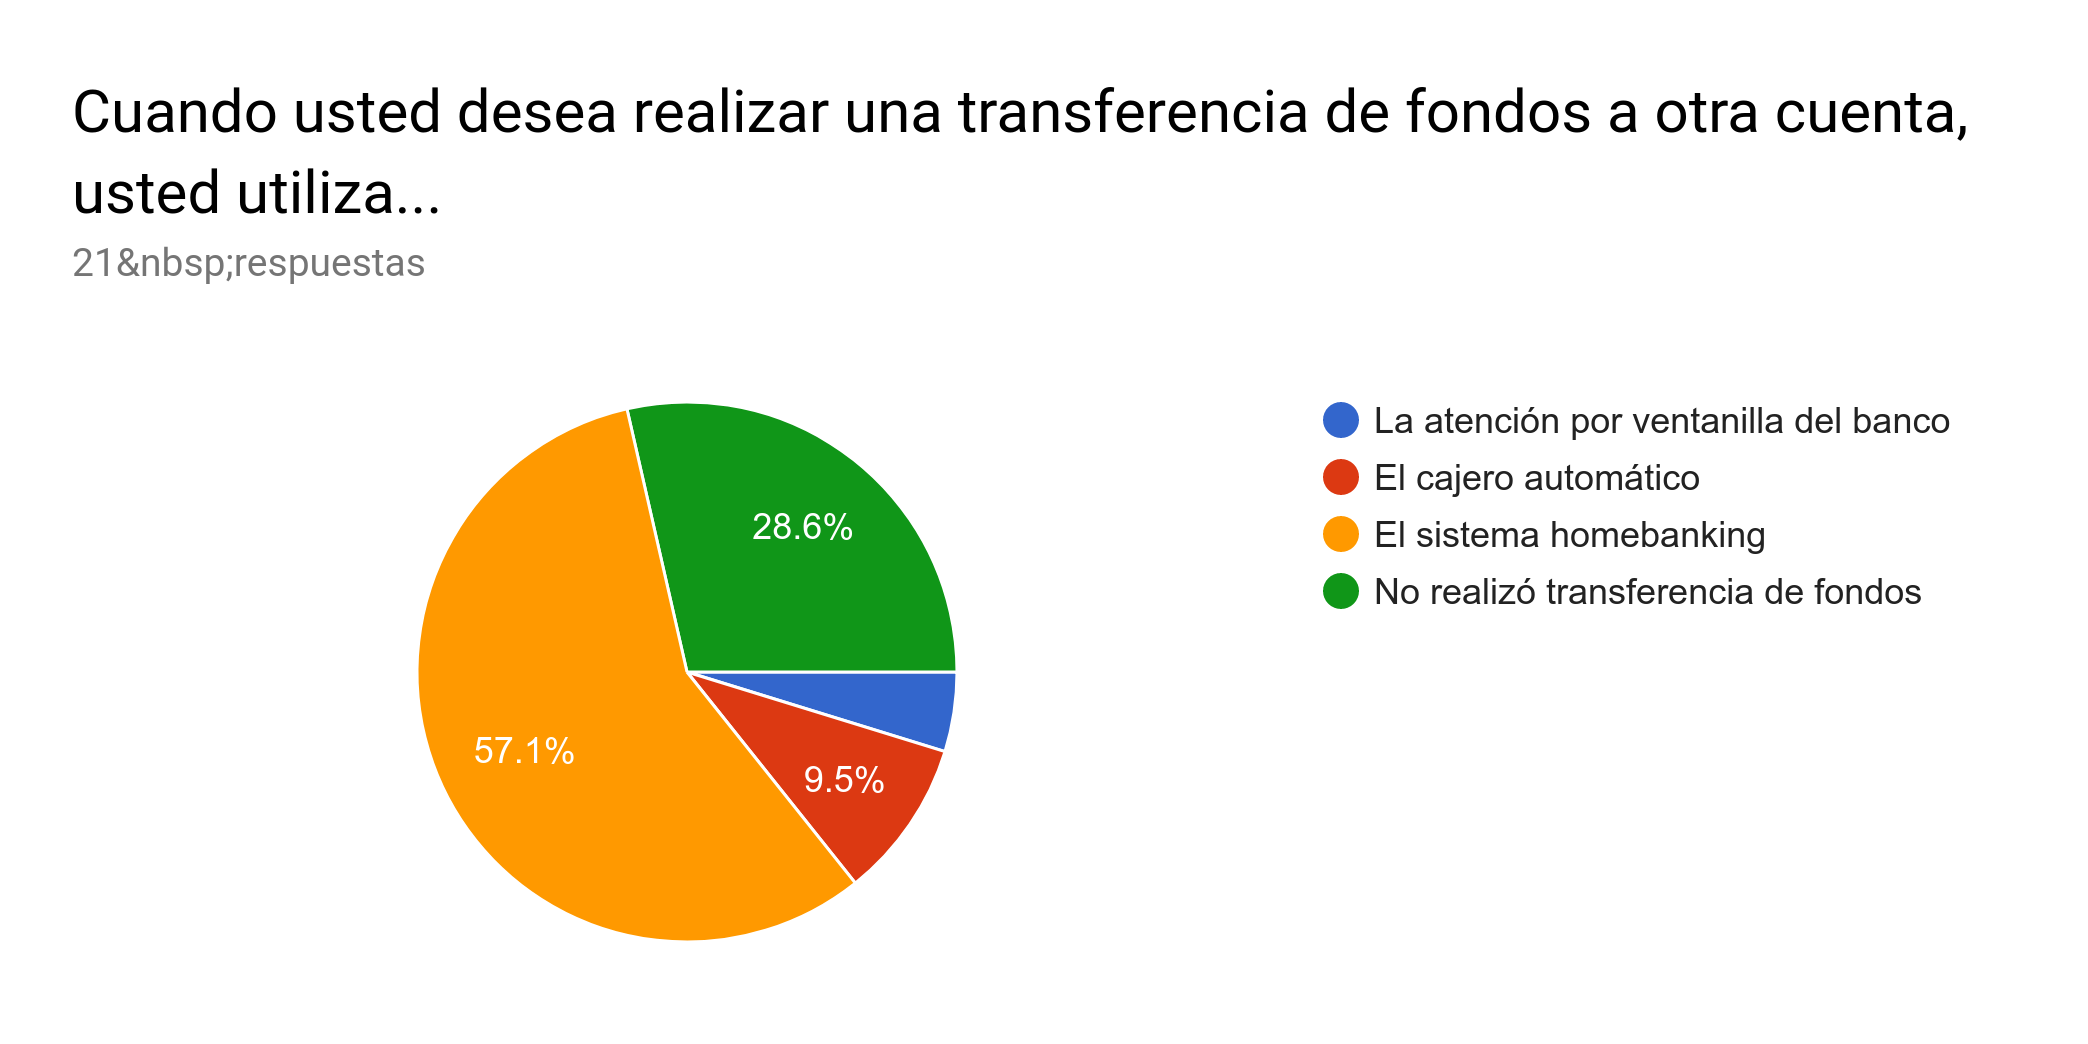 Cuando usted desea realizar una transferencia de fondos a otra cuenta,
usted utiliza...
21&nbsp;respuestas
La atención por ventanilla del banco
El cajero automático
El sistema homebanking
No realizó transferencia de fondos
28.6%
57.1%
9.5%